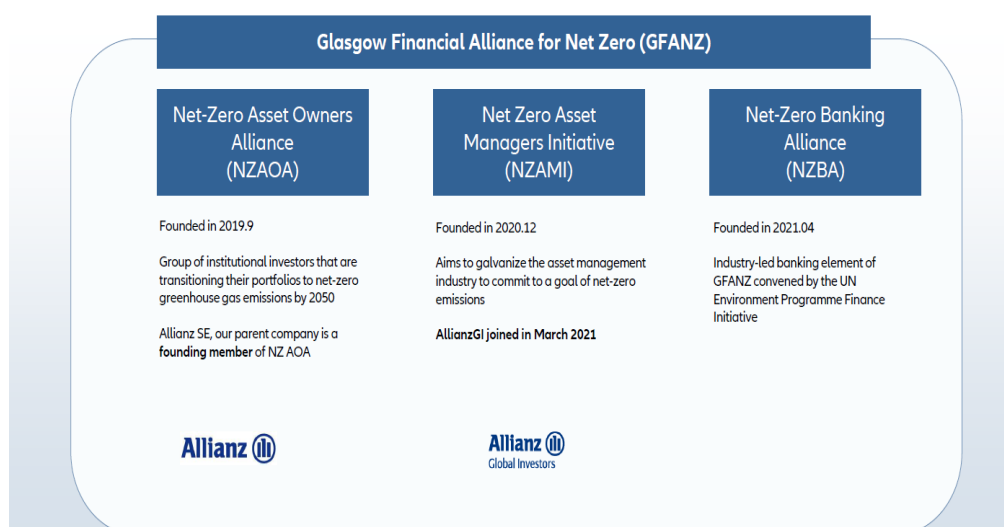 Glasgow Financial Alliance for Net Zero (GFANZ)
Net-Zero Asset Owners
Alliance
(NZAOA)
Founded in 2019.9
Group of institutional investors that are
transitioning their portfolios to net-zero
greenhouse gas emissions by 2050
Allianz SE, our parent company is a
founding member of NZ AOA
Allianz
Net Zero Asset
Managers Initiative
(NZAMI)
Founded in 2020.12
Aims to galvanize the asset management
industry to commit to a goal of net-zero
emissions
AllianzGI joined in March 2021
Allianz
Global Investors
Net-Zero Banking
Alliance
(NZBA)
Founded in 2021.04
Industry-led banking element of
GFANZ convened by the UN
Environment Programme Finance
Initiative